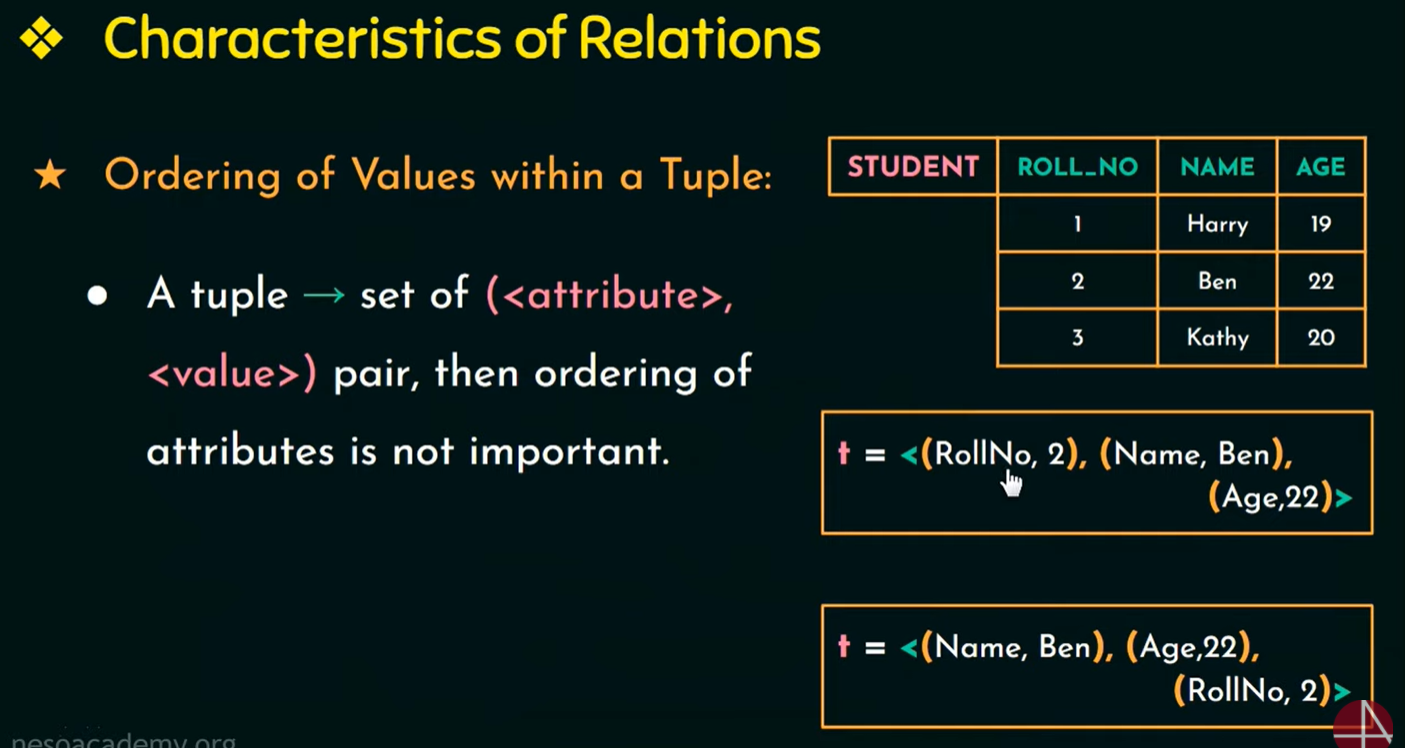 ❖ Characteristics of Relations
★ Ordering of Values within a Tuple:
● A tuple → set of (<attribute>,
<value>) pair, then ordering of
attributes is not important.
STUDENT ROLL_NO NAME AGE
1 Harry 19
2 Ben 22
3 Kathy 20
t = <(RollNo, 2), (Name, Ben),
(Age,22)>
t = <(Name, Ben), (Age,22),
(RollNo, 2)>
nesoacademy.org